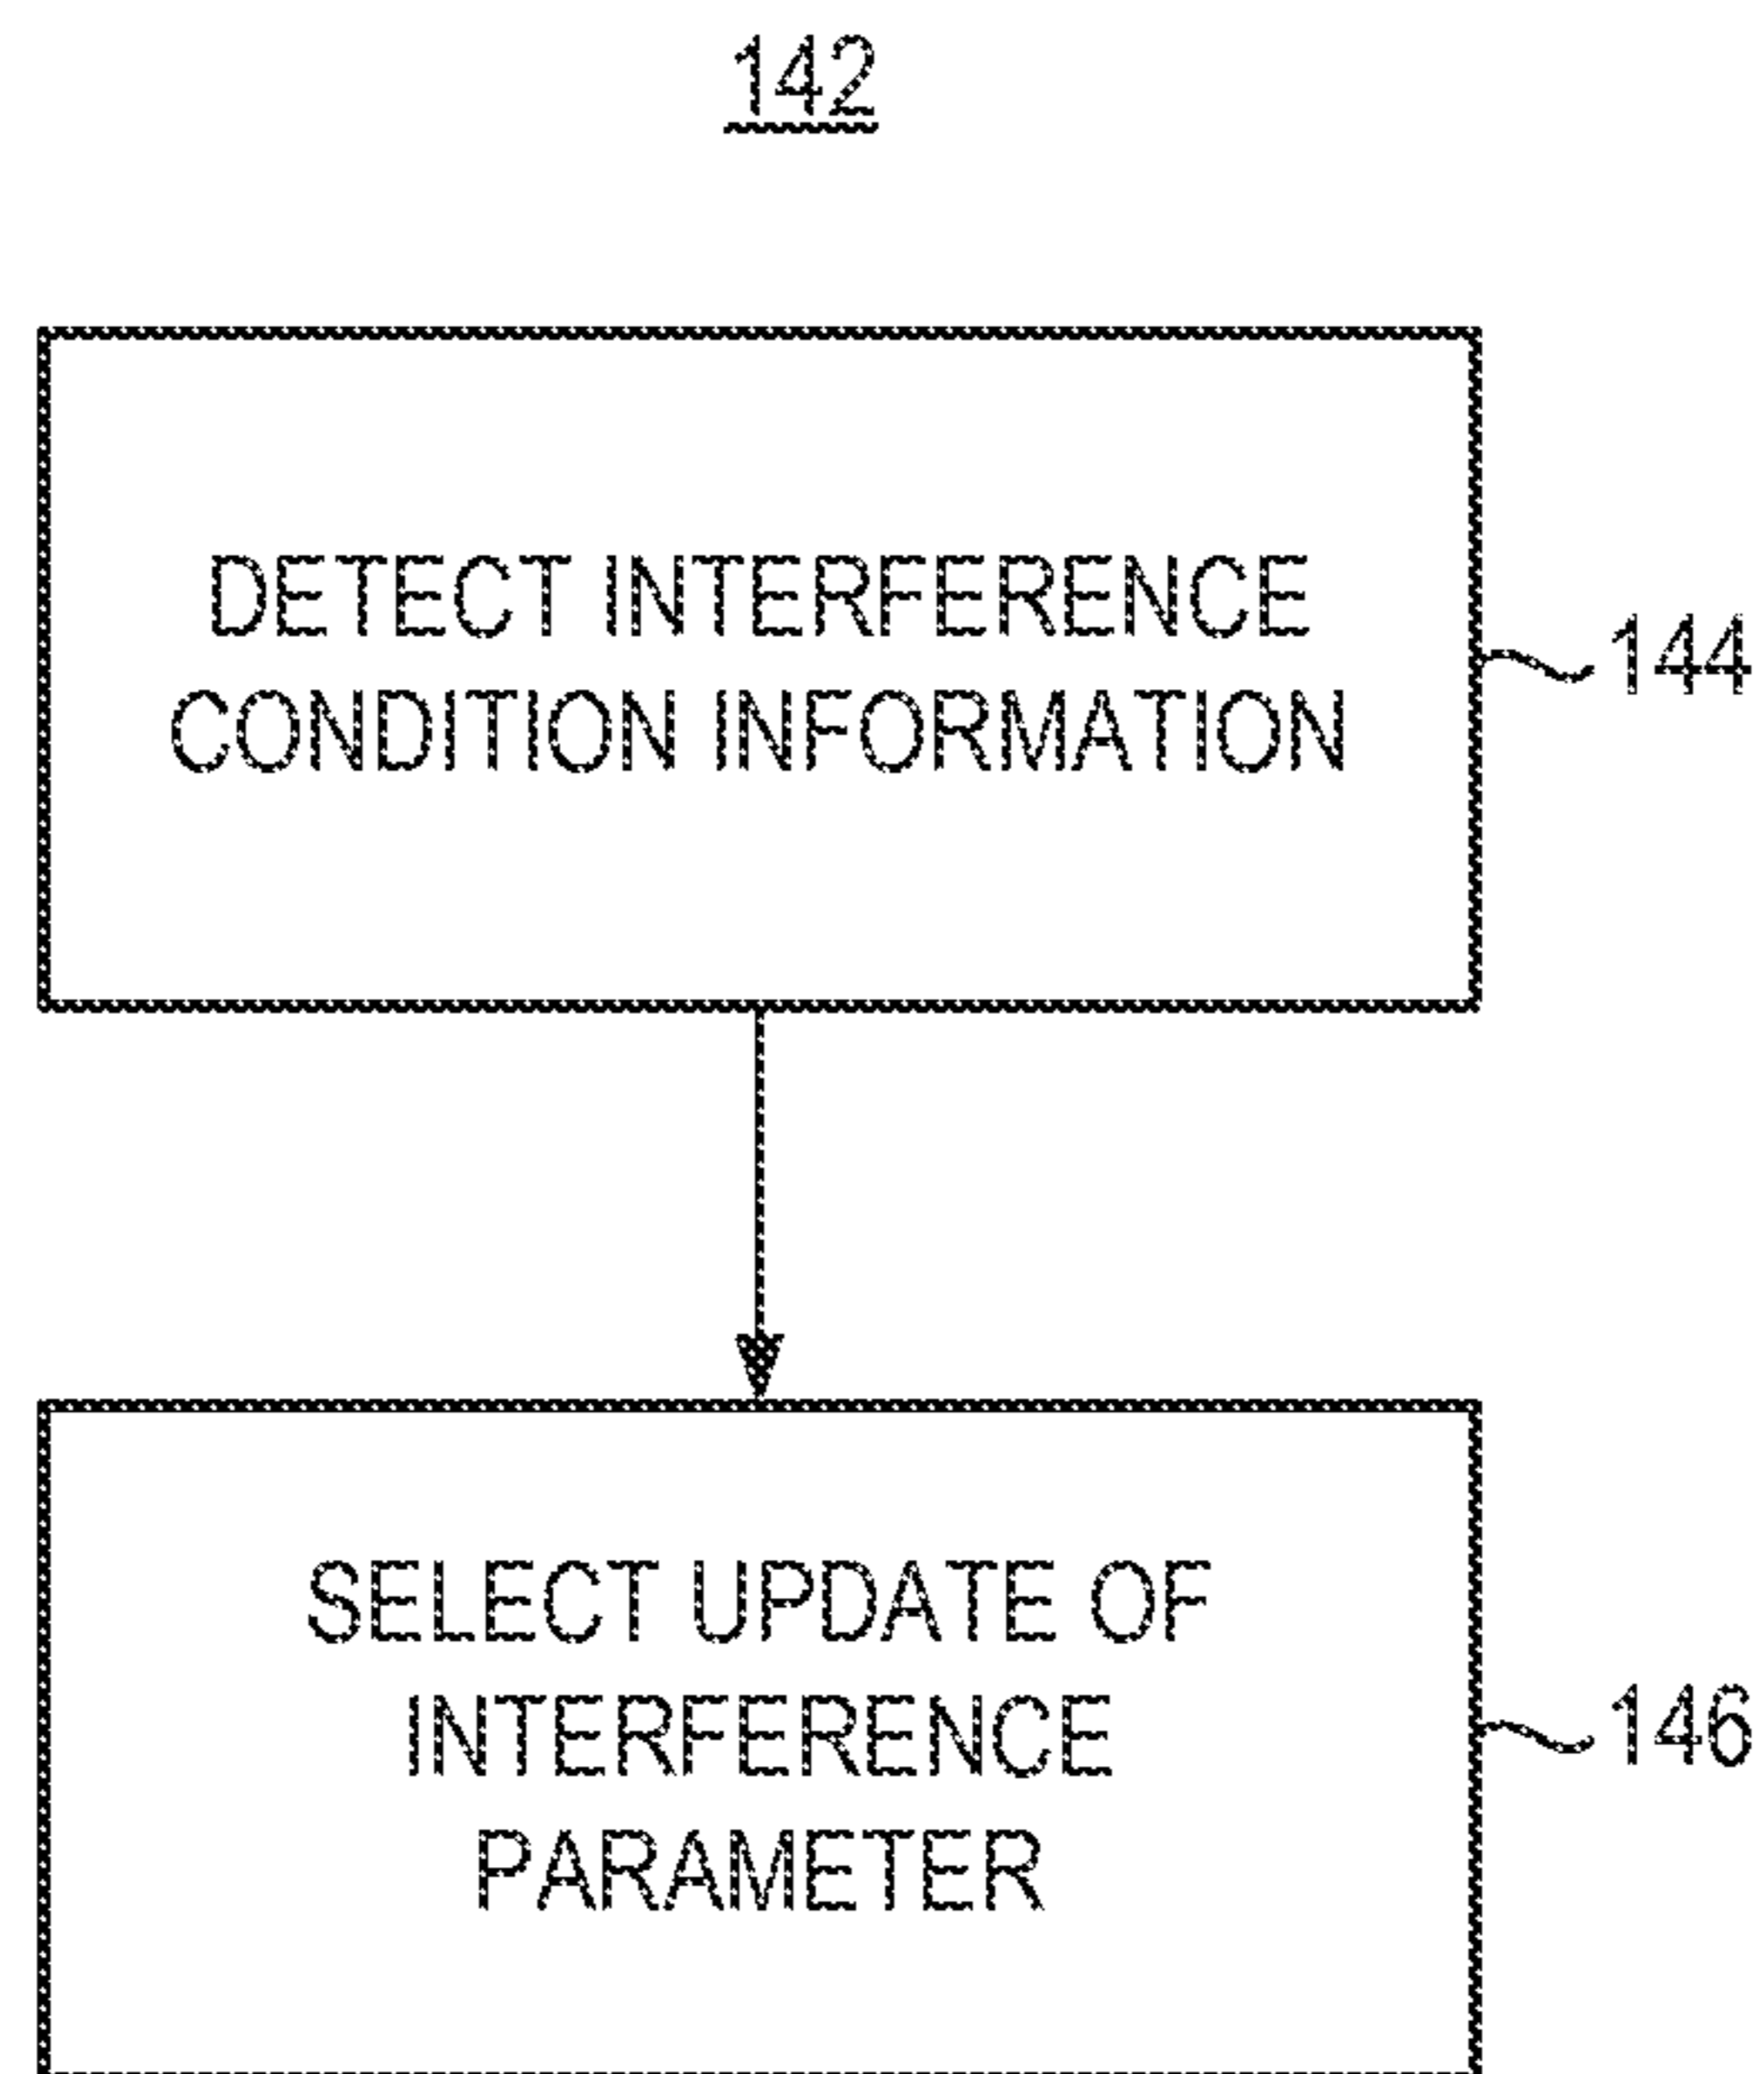 142
DETECT INTERFERENCE
CONDITION INFORMATION
144
SELECT UPDATE OF
INTERFERENCE
PARAMETER
146